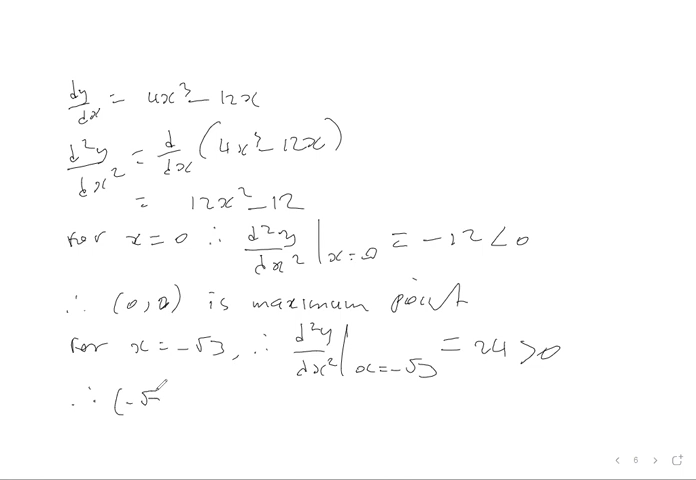 dy/dx = 4x³ - 12x
d²y/dx² = d/dx (4x³ - 12x)
= 12x² - 12
For x = 0 ∴ d²y/dx² |x=0 = -12 < 0
∴ (0,0) is maximum point
For x = -√3, ∴ d²y/dx² |x=-√3 = 24 > 0
∴ (-√
< 6 >